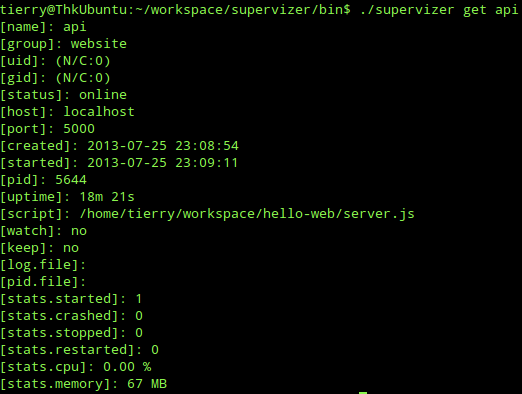 tierry@ThkUbuntu:~/workspace/supervizer/bin$ ./supervizer get api
[name]: api
[group]: website
[uid]: (N/C:0)
[gid]: (N/C:0)
[status]: online
[host]: localhost
[port]: 5000
[created]: 2013-07-25 23:08:54
[started]: 2013-07-25 23:09:11
[pid]: 5644
[uptime]: 18m 21s
[script]: /home/tierry/workspace/hello-web/server.js
[watch]: no
[keep]: no
[log.file]:
[pid.file]:
[stats.started]: 1
[stats.crashed]: 0
[stats.stopped]: 0
[stats.restarted]: 0
[stats.cpu]: 0.00 %
[stats.memory]: 67 MB